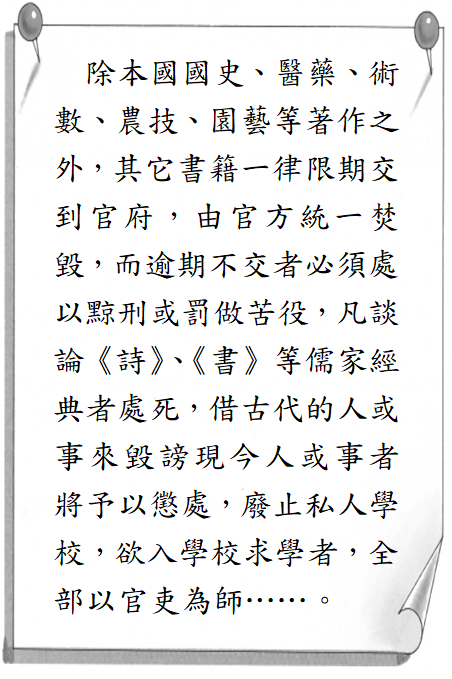 除本國國史、醫藥、術
數、農技、園藝等著作之
外，其它書籍一律限期交
到官府，由官方統一焚
毀，而逾期不交者必須處
以黥刑或罰做苦役，凡談
論《詩》、《書》等儒家經
典者處死，借古代的人或
事來毀謗現今人或事者
將予以懲處，廢止私人學
校，欲入學校求學者，全
部以官吏為師……。